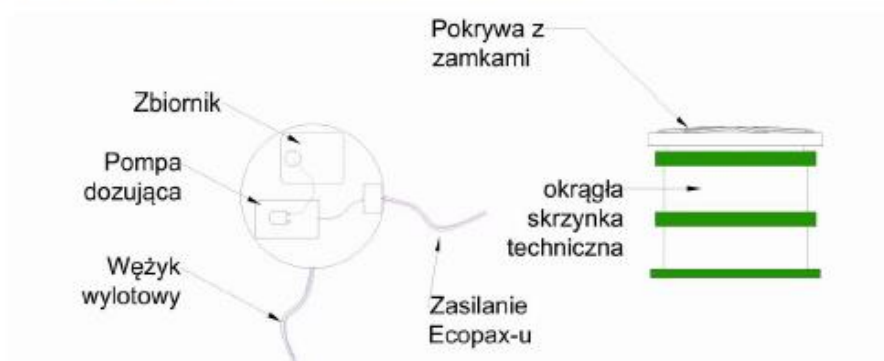 Pokrywa z
zamkami
Zbiornik
Pompa
dozująca
okrągła
skrzynka
techniczna
Wężyk
wylotowy
Zasilanie
Ecopax-u